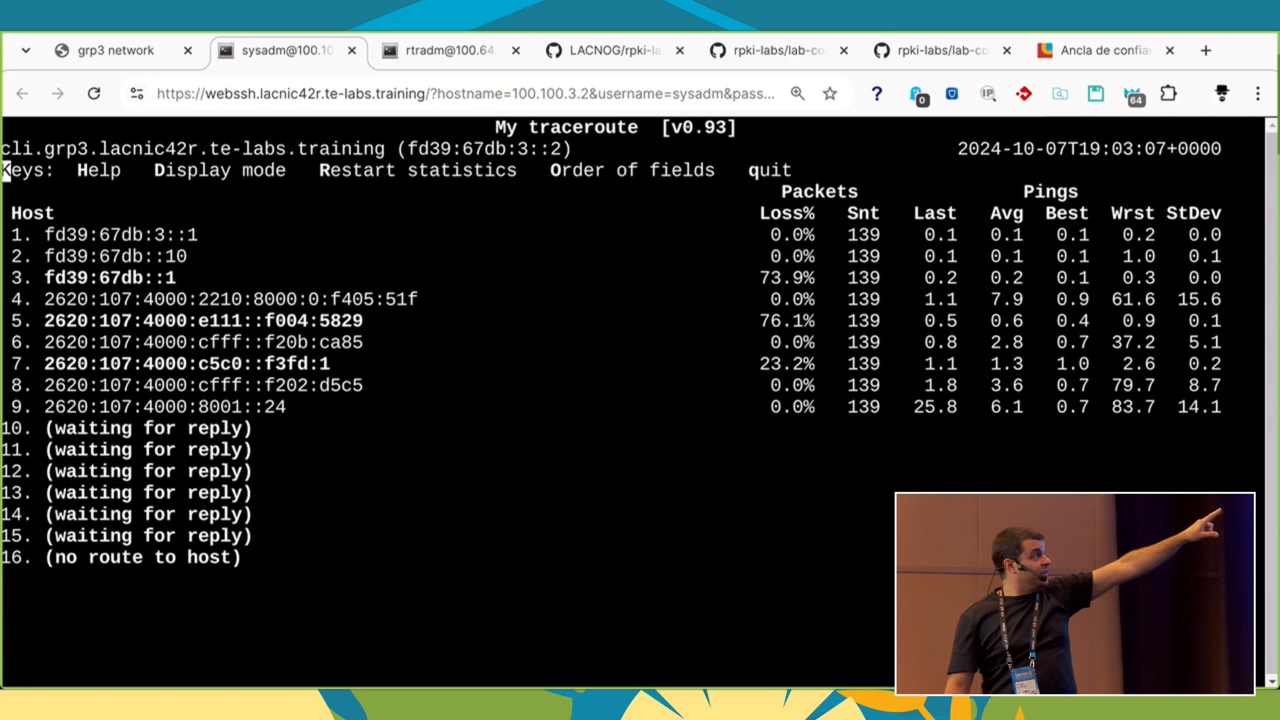 grp3 network
sysadm@100.10
rtradm@100.64
LACNOG/rpki-la
rpki-labs/lab-co
rpki-labs/lab-co
Ancla de confia
https://webssh.lacnic42r.te-labs.training/?hostname=100.100.3.2&username=sysadm&pass...
? 0 IP 64
My traceroute [v0.93]
cli.grp3.lacnic42r.te-labs.training (fd39:67db:3::2) 2024-10-07T19:03:07+0000
Keys: Help Display mode Restart statistics Order of fields quit
Packets Pings
Host Loss% Snt Last Avg Best Wrst StDev
1. fd39:67db:3::1 0.0% 139 0.1 0.1 0.1 0.2 0.0
2. fd39:67db::10 0.0% 139 0.1 0.1 0.1 1.0 0.1
3. fd39:67db::1 73.9% 139 0.2 0.2 0.1 0.3 0.0
4. 2620:107:4000:2210:8000:0:f405:51f 0.0% 139 1.1 7.9 0.9 61.6 15.6
5. 2620:107:4000:e111::f004:5829 76.1% 139 0.5 0.6 0.4 0.9 0.1
6. 2620:107:4000:cfff::f20b:ca85 0.0% 139 0.8 2.8 0.7 37.2 5.1
7. 2620:107:4000:c5c0::f3fd:1 23.2% 139 1.1 1.3 1.0 2.6 0.2
8. 2620:107:4000:cfff::f202:d5c5 0.0% 139 1.8 3.6 0.7 79.7 8.7
9. 2620:107:4000:8001::24 0.0% 139 25.8 6.1 0.7 83.7 14.1
10. (waiting for reply)
11. (waiting for reply)
12. (waiting for reply)
13. (waiting for reply)
14. (waiting for reply)
15. (waiting for reply)
16. (no route to host)